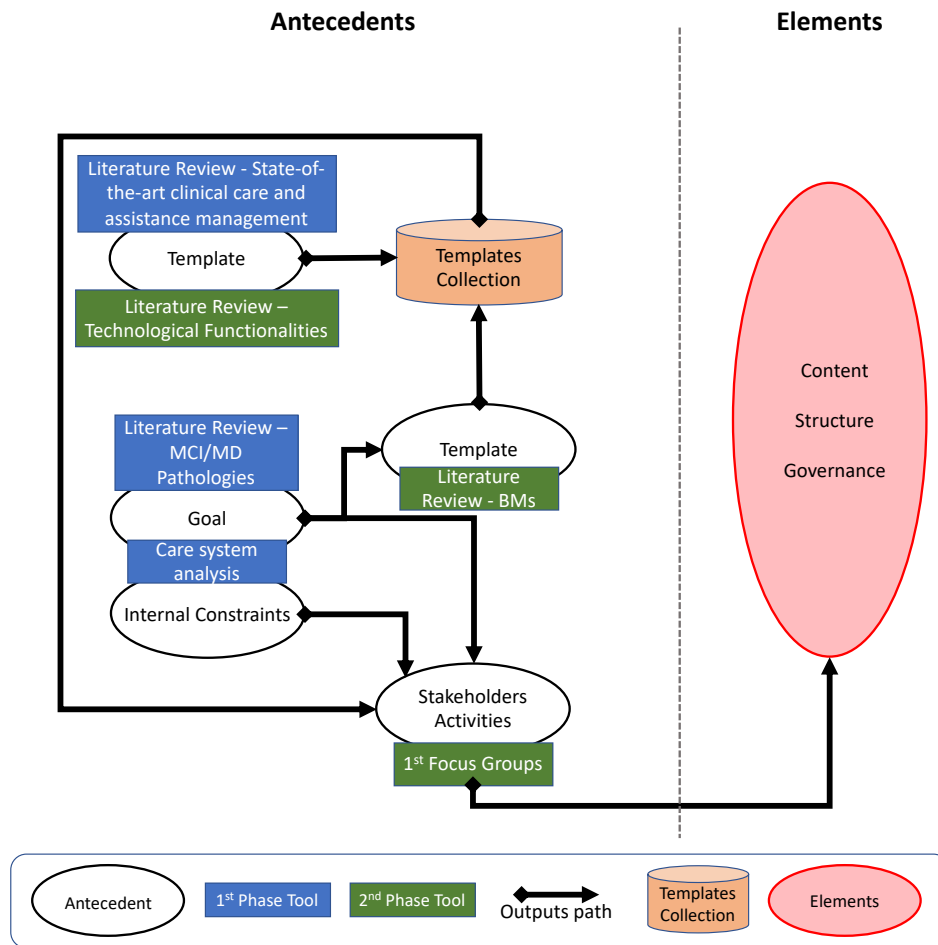 Antecedents
Elements
Literature Review - State-of-
the-art clinical care and
assistance management
Template
Literature Review –
Technological Functionalities
Templates
Collection
Literature Review –
MCI/MD
Pathologies
Goal
Care system
analysis
Internal Constraints
Template
Literature
Review - BMs
Stakeholders
Activities
1st Focus Groups
Content
Structure
Governance
Antecedent
1st Phase Tool
2nd Phase Tool
Outputs path
Templates
Collection
Elements